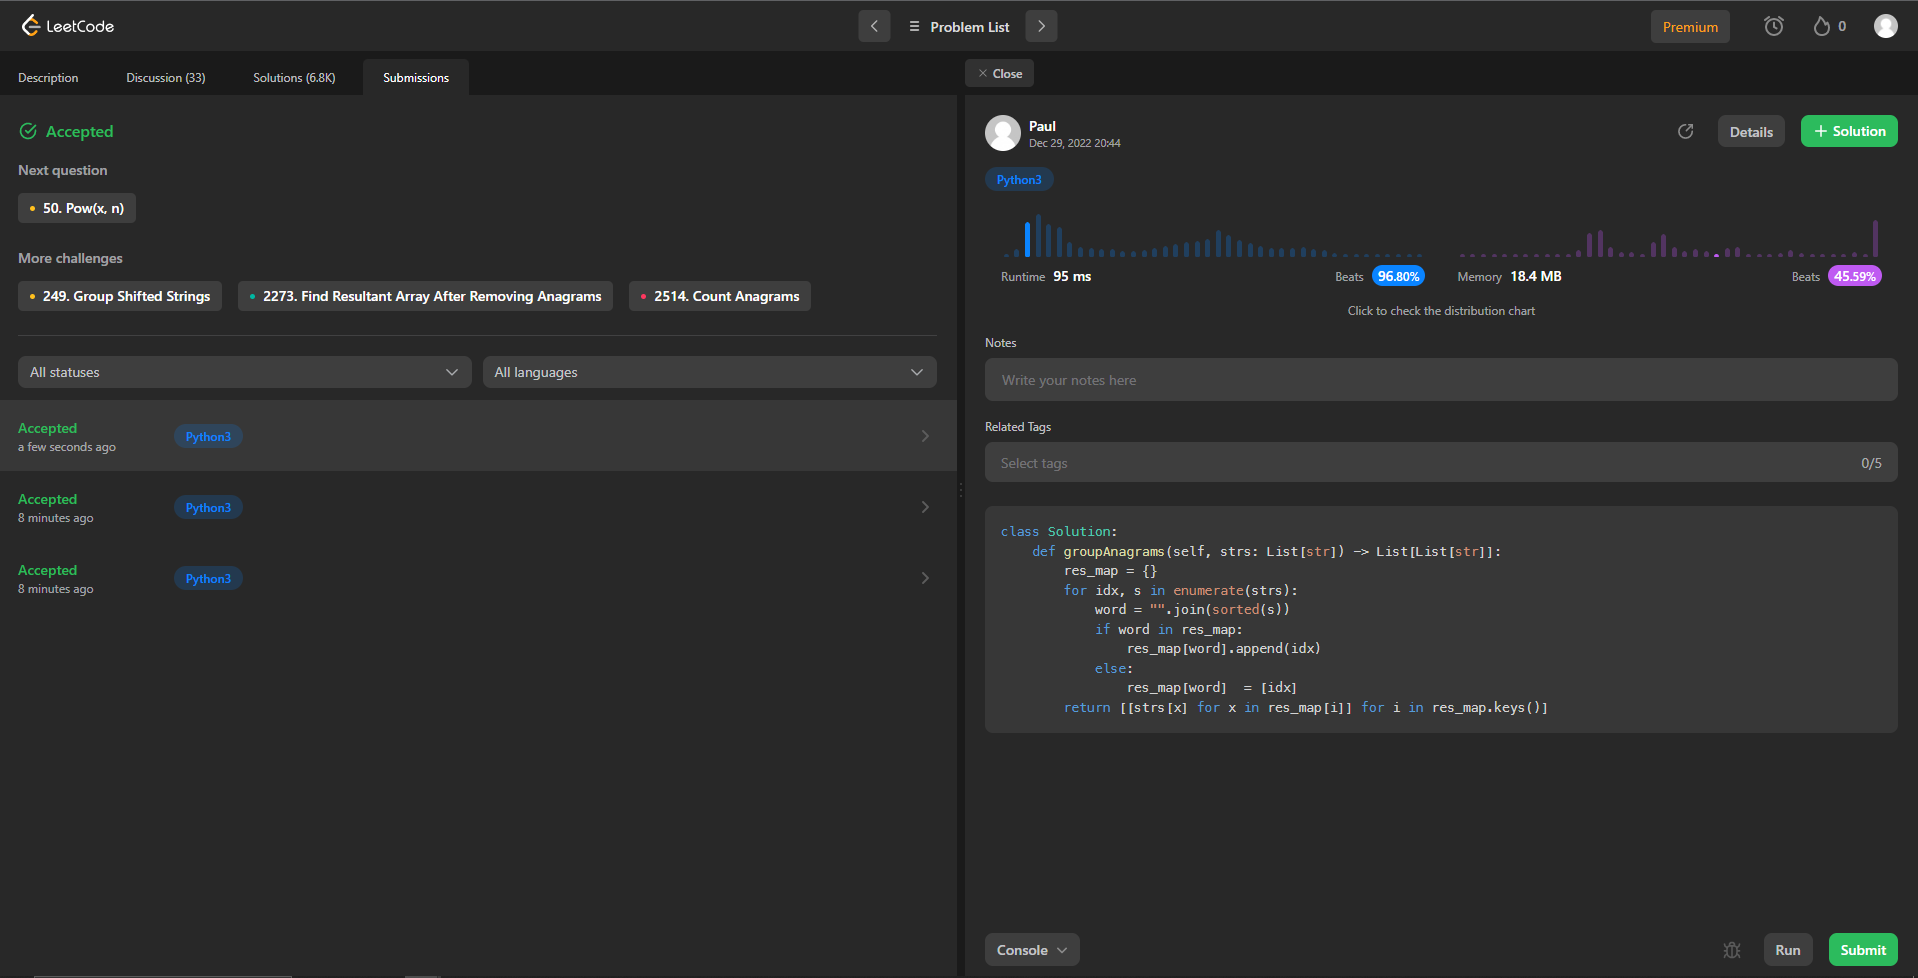 LeetCode
Problem List
Premium
0
Description
Discussion (33)
Solutions (6.8K)
Submissions
Accepted
Next question
50. Pow(x, n)
More challenges
249. Group Shifted Strings
2273. Find Resultant Array After Removing Anagrams
2514. Count Anagrams
All statuses
All languages
Accepted
a few seconds ago
Python3
Accepted
8 minutes ago
Python3
Accepted
8 minutes ago
Python3
Close
Paul
Dec 29, 2022 20:44
Details
+ Solution
Python3
Runtime 95 ms
Beats 96.80%
Memory 18.4 MB
Beats 45.59%
Click to check the distribution chart
Notes
Write your notes here
Related Tags
Select tags
0/5
class Solution:
    def groupAnagrams(self, strs: List[str]) -> List[List[str]]:
        res_map = {}
        for idx, s in enumerate(strs):
            word = "".join(sorted(s))
            if word in res_map:
                res_map[word].append(idx)
            else:
                res_map[word]  = [idx]
        return [[strs[x] for x in res_map[i]] for i in res_map.keys()]
Console
Run
Submit